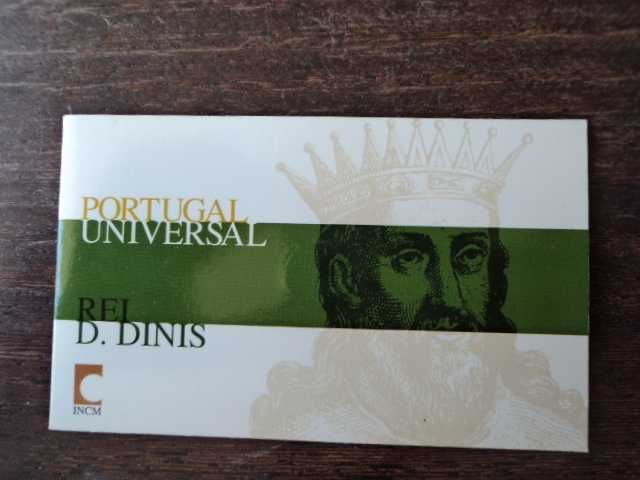 PORTUGAL
UNIVERSAL
REI
D. DINIS
INCM